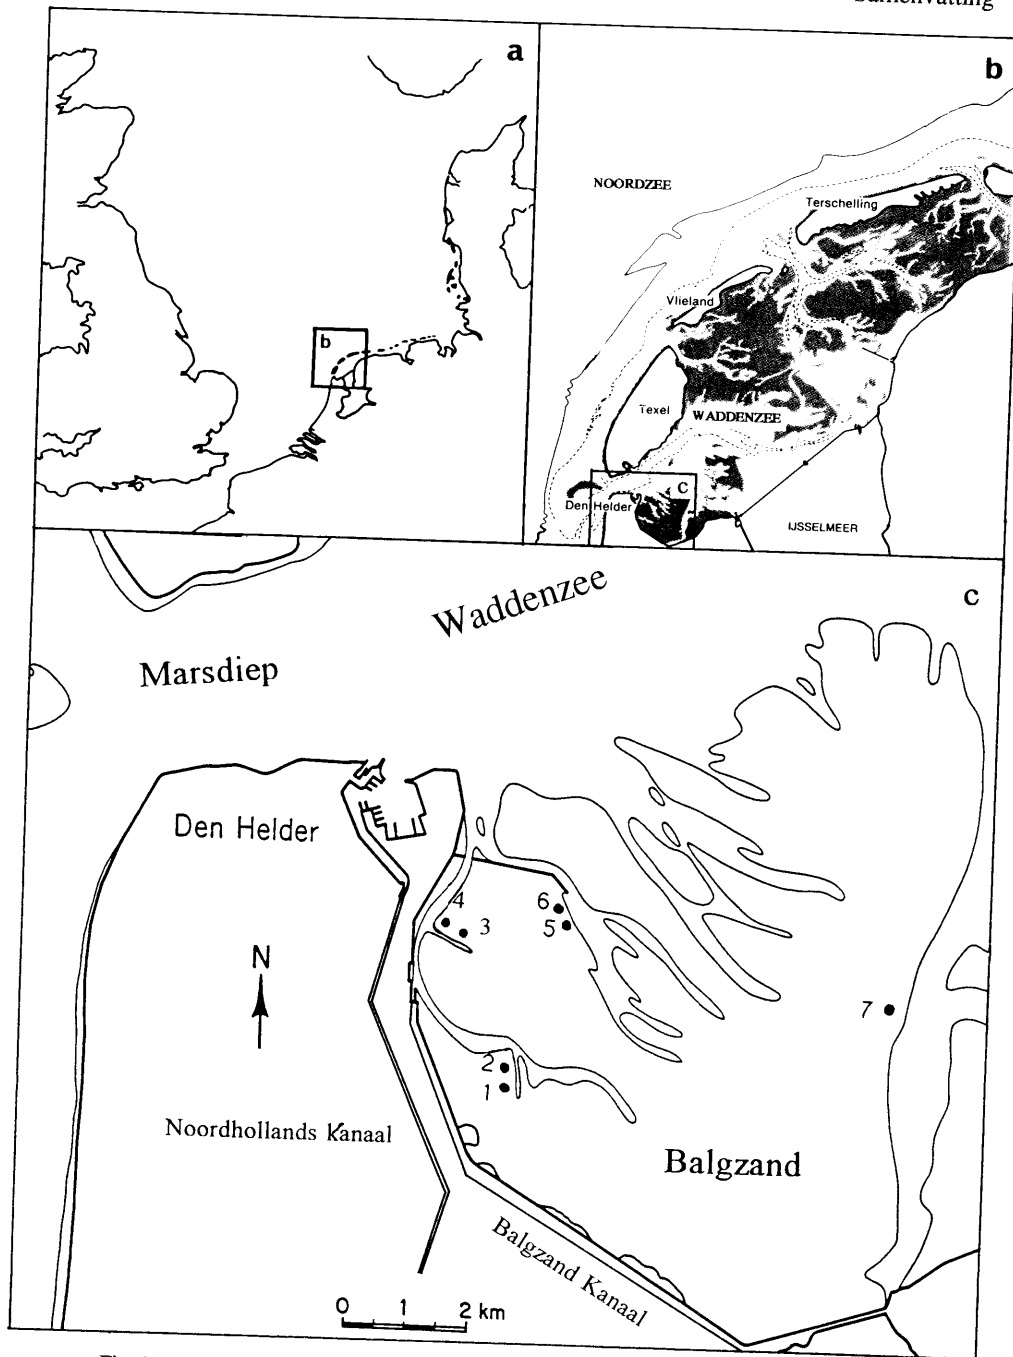 Samenvatting
a
b
b
NOORDZEE
Terschelling
Vlieland
Texel
WADDENZEE
c
Den Helder
IJSSELMEER
c
Waddenzee
Marsdiep
Den Helder
4
3
6
5
N
7
2
1
Noordhollands Kanaal
Balgzand
Balgzand Kanaal
0 1 2 km